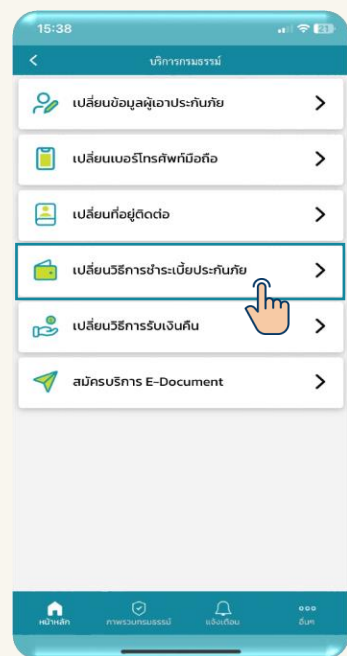 15:38
21
บริการกรมธรรม์
เปลี่ยนข้อมูลผู้เอาประกันภัย
เปลี่ยนเบอร์โทรศัพท์มือถือ
เปลี่ยนที่อยู่ติดต่อ
เปลี่ยนวิธีการชำระเบี้ยประกันภัย
เปลี่ยนวิธีการรับเงินคืน
สมัครบริการ E-Document
หน้าหลัก ภาพรวมกรมธรรม์ แจ้งเตือน อื่นๆ